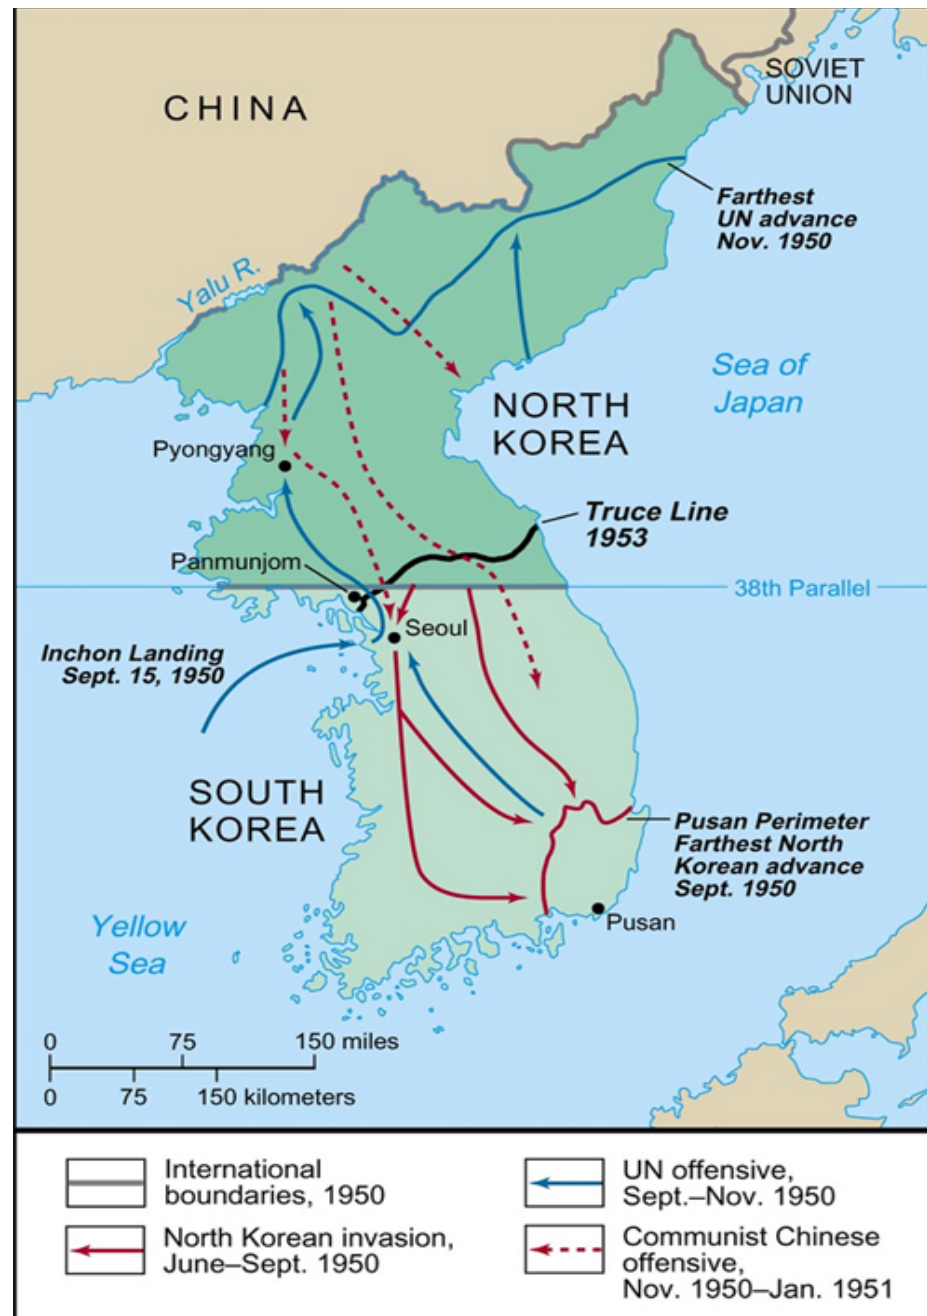 CHINA
SOVIET
UNION
Farthest
UN advance
Nov. 1950
Yalu R.
Sea of
Japan
NORTH
KOREA
Pyongyang
Truce Line
1953
Panmunjom
38th Parallel
Seoul
Inchon Landing
Sept. 15, 1950
SOUTH
KOREA
Pusan Perimeter
Farthest North
Korean advance
Sept. 1950
Pusan
Yellow
Sea
0 75 150 miles
0 75 150 kilometers
International
boundaries, 1950
North Korean invasion,
June–Sept. 1950
UN offensive,
Sept.–Nov. 1950
Communist Chinese
offensive,
Nov. 1950–Jan. 1951